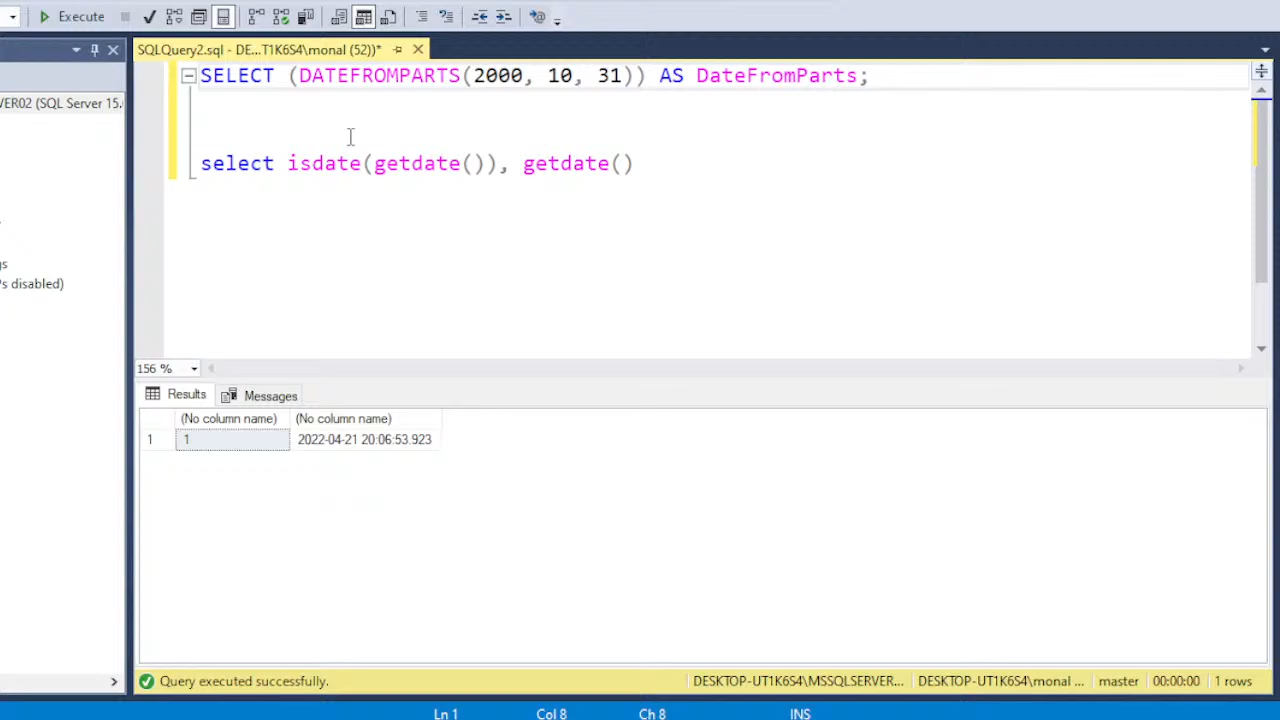 Execute
SQLQuery2.sql - DE...T1K6S4\monal (52))*
SELECT (DATEFROMPARTS(2000, 10, 31)) AS DateFromParts;
VER02 (SQL Server 15.
select isdate(getdate()), getdate()
gs
's disabled)
156 %
Results Messages
(No column name) (No column name)
1 1 2022-04-21 20:06:53.923
Query executed successfully. DESKTOP-UT1K6S4\MSSQLSERVER... DESKTOP-UT1K6S4\monal ... master 00:00:00 1 rows
Ln 1 Col 8 Ch 8 INS